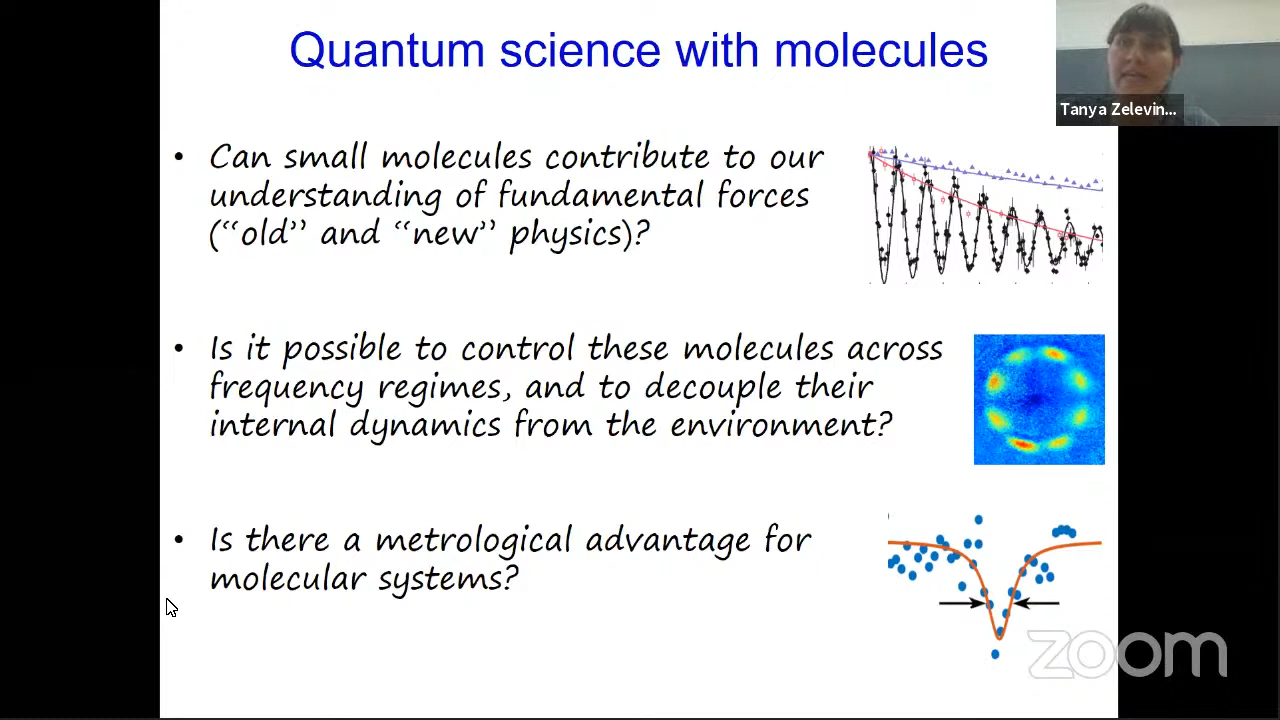 Quantum science with molecules
Tanya Zelevin...
• Can small molecules contribute to our
understanding of fundamental forces
(“old” and “new” physics)?
• Is it possible to control these molecules across
frequency regimes, and to decouple their
internal dynamics from the environment?
• Is there a metrological advantage for
molecular systems?
zoom